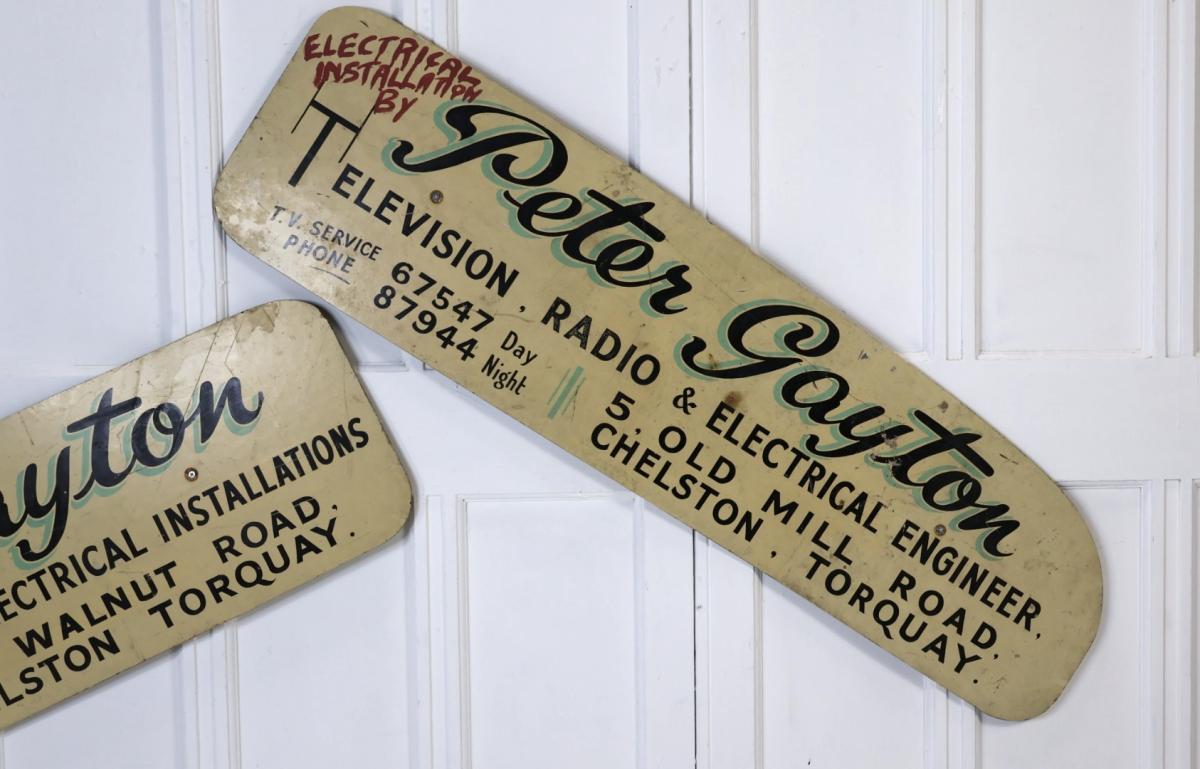 ELECTRICAL
INSTALLATION
BY
Peter Gayton
TELEVISION, RADIO & ELECTRICAL ENGINEER,
T.V. SERVICE
PHONE
67547 Day
87944 Night
5, OLD MILL ROAD,
CHELSTON, TORQUAY.
ayton
ECTRICAL INSTALLATIONS
WALNUT ROAD,
LSTON TORQUAY.